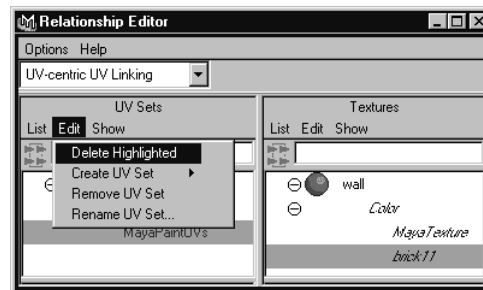 Relationship Editor
Options Help
UV-centric UV Linking
UV Sets
List Edit Show
Delete Highlighted
Create UV Set
Remove UV Set
Rename UV Set...
MayaPaintUVs
Textures
List Edit Show
wall
Color
MayaTexture
brick11